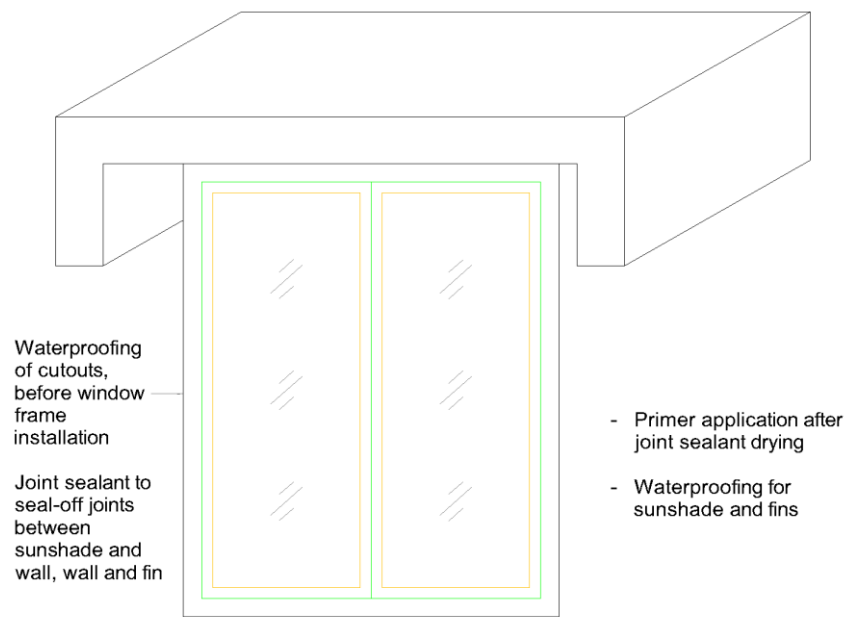 Waterproofing
of cutouts,
before window
frame
installation
Joint sealant to
seal-off joints
between
sunshade and
wall, wall and fin
- Primer application after
joint sealant drying
- Waterproofing for
sunshade and fins